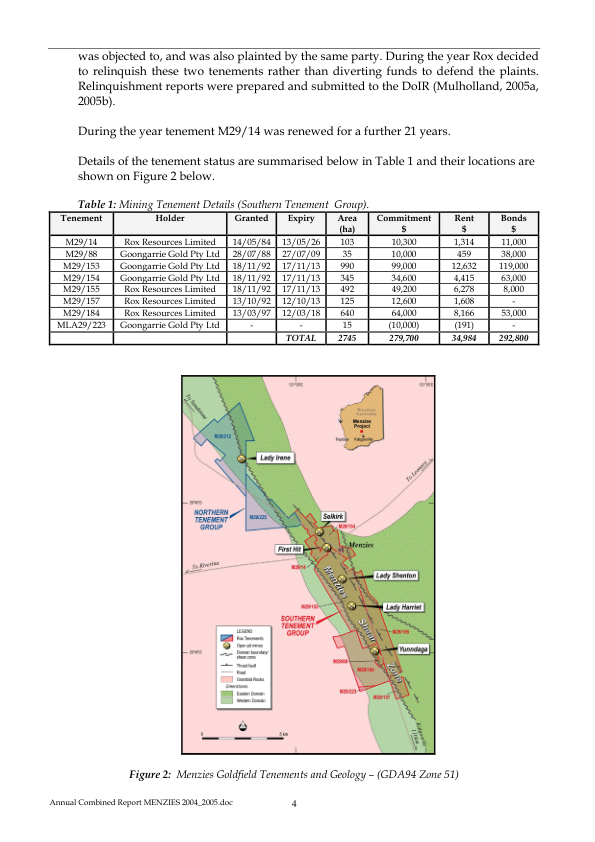 was objected to, and was also plainted by the same party. During the year Rox decided
to relinquish these two tenements rather than diverting funds to defend the plaints.
Relinquishment reports were prepared and submitted to the DoIR (Mulholland, 2005a,
2005b).
During the year tenement M29/14 was renewed for a further 21 years.
Details of the tenement status are summarised below in Table 1 and their locations are
shown on Figure 2 below.
Table 1: Mining Tenement Details (Southern Tenement Group).
Tenement Holder Granted Expiry Area (ha) Commitment $ Rent $ Bonds $
M29/14 Rox Resources Limited 14/05/84 13/05/26 103 10,300 1,314 11,000
M29/88 Goongarrie Gold Pty Ltd 28/07/88 27/07/09 35 10,000 459 38,000
M29/153 Goongarrie Gold Pty Ltd 18/11/92 17/11/13 990 99,000 12,632 119,000
M29/154 Goongarrie Gold Pty Ltd 18/11/92 17/11/13 345 34,600 4,415 63,000
M29/155 Rox Resources Limited 18/11/92 17/11/13 492 49,200 6,278 8,000
M29/157 Rox Resources Limited 13/10/92 12/10/13 125 12,600 1,608 -
M29/184 Rox Resources Limited 13/03/97 12/03/18 640 64,000 8,166 53,000
MLA29/223 Goongarrie Gold Pty Ltd - - 15 (10,000) (191) -
TOTAL 2745 279,700 34,984 292,800
Western Australia
Menzies
Project
Perth Kalgoorlie
To Sandstone
M29/212
Lady Irene
To Leonora
NORTHERN
TENEMENT
GROUP
M29/223
Selkirk
M29/154
First Hit
Menzies
M29/14
To Riverina
Lady Shenton
Menzies Shear Zone
M29/153
Lady Harriet
SOUTHERN
TENEMENT
GROUP
M29/155
Yunndaga
M29/88
M29/184
M29/223
M29/157
LEGEND
Rox Tenements
Open pit mines
Domain boundary/
shear zone
Thrust fault
Road
Granitoid Rocks
Greenstone
Eastern Domain
Western Domain
0 5 km
Figure 2: Menzies Goldfield Tenements and Geology – (GDA94 Zone 51)
Annual Combined Report MENZIES 2004_2005.doc 4